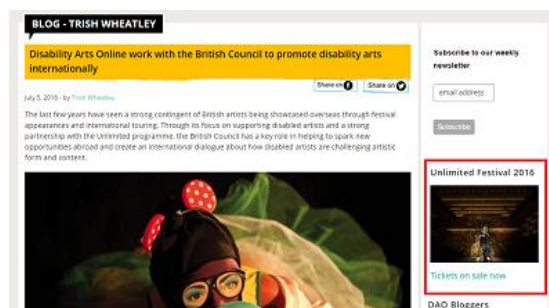 BLOG - TRISH WHEATLEY
Disability Arts Online work with the British Council to promote disability arts
internationally
Share on
Share on
July 5, 2016 - by Trish Wheatley
The last few years have seen a strong contingent of British artists being showcased overseas through festival
appearances and international touring. Through its focus on supporting disabled artists and a strong
partnership with the Unlimited programme, the British Council has a key role in helping to spark new
opportunities abroad and create an international dialogue about how disabled artists are challenging artistic
form and content.
Subscribe to our weekly
newsletter
email address
Subscribe
Unlimited Festival 2016
Tickets on sale now
DAO Bloggers